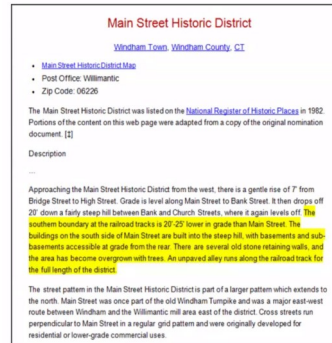 Main Street Historic District
Windham Town, Windham County, CT
• Main Street Historic District Map
• Post Office: Willimantic
• Zip Code: 06226
The Main Street Historic District was listed on the National Register of Historic Places in 1982.
Portions of the content on this web page were adapted from a copy of the original nomination
document. [‡]
Description
...
Approaching the Main Street Historic District from the west, there is a gentle rise of 7' from
Bridge Street to High Street. Grade is level along Main Street to Bank Street. It then drops off
20' down a fairly steep hill between Bank and Church Streets, where it again levels off. The
southern boundary at the railroad tracks is 20'-25' lower in grade than Main Street. The
buildings on the south side of Main Street are built into the steep hill, with basements and sub-
basements accessible at grade from the rear. There are several old stone retaining walls, and
the area has become overgrown with trees. An unpaved alley runs along the railroad track for
the full length of the district.
The street pattern in the Main Street Historic District is part of a larger pattern which extends to
the north. Main Street was once part of the old Windham Turnpike and was a major east-west
route between Windham and the Willimantic mill area east of the district. Cross streets run
perpendicular to Main Street in a regular grid pattern and were originally developed for
residential or lower-grade commercial uses.